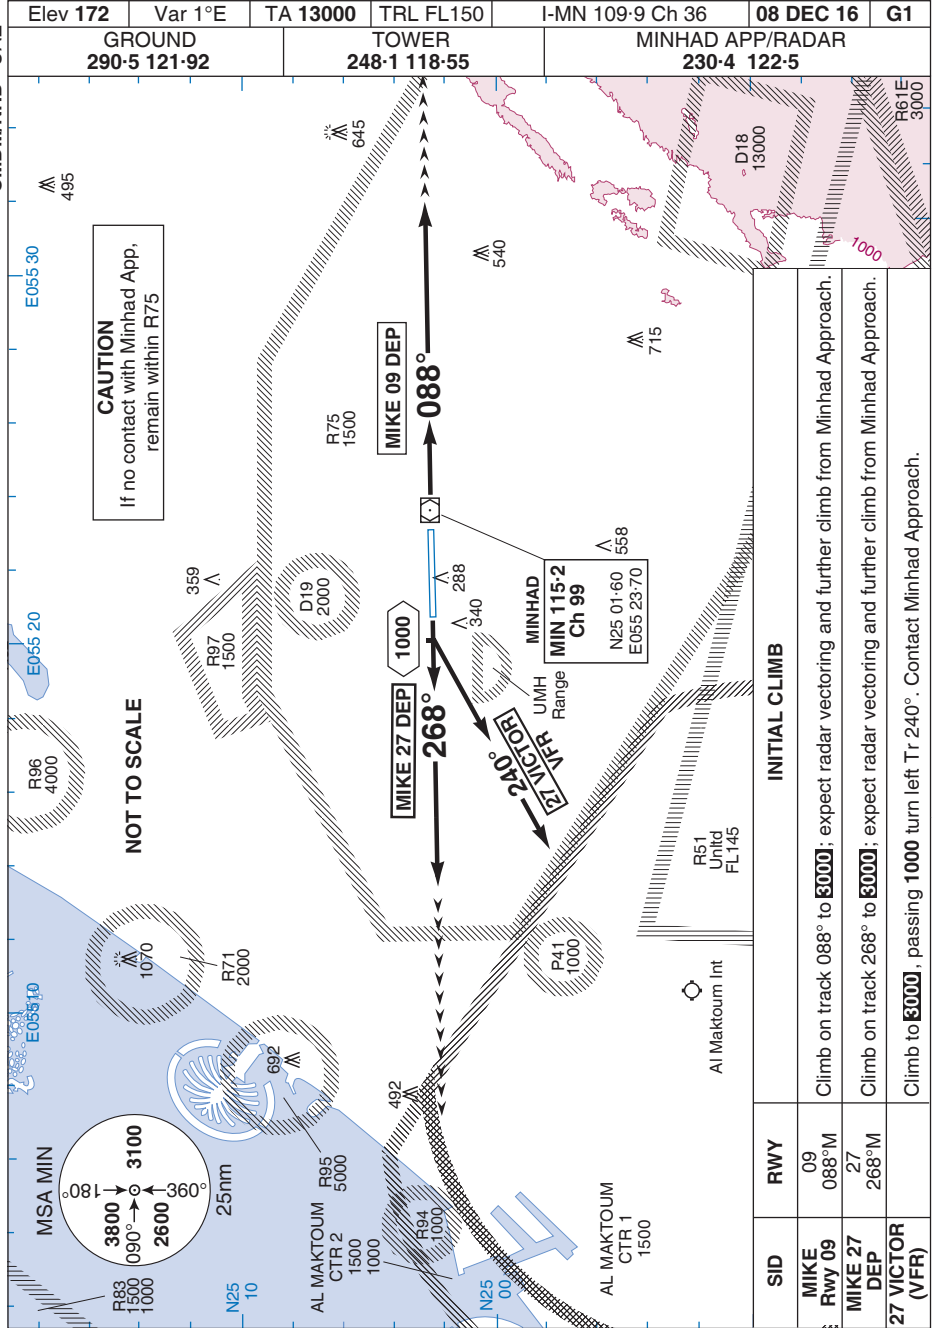 Elev 172
Var 1°E
TA 13000
TRL FL150
I-MN 109·9 Ch 36
08 DEC 16
G1
GROUND
290·5 121·92
TOWER
248·1 118·55
MINHAD APP/RADAR
230·4 122·5
495
645
E055 30
CAUTION
If no contact with Minhad App,
remain within R75
540
D18
13000
R61E
3000
1000
715
MIKE 09 DEP
088°
R75
1500
359
D19
2000
R97
1500
E055 20
288
340
558
MINHAD
MIN 115·2
Ch 99
N25 01·60
E055 23·70
1000
MIKE 27 DEP
268°
UMH
Range
240°
27 VICTOR
VFR
R96
4000
NOT TO SCALE
R51
Unltd
FL145
1070
R71
2000
P41
1000
E055 10
Al Maktoum Int
692
492
R95
5000
MSA MIN
180°
360°
090°
3100
3800
2600
25nm
R83
1500
1000
N25
10
AL MAKTOUM
CTR 2
1500
1000
R94
1000
N25
00
AL MAKTOUM
CTR 1
1500
SID
RWY
INITIAL CLIMB
MIKE
Rwy 09
09
088°M
Climb on track 088° to 3000; expect radar vectoring and further climb from Minhad Approach.
MIKE 27
DEP
27
268°M
Climb on track 268° to 3000; expect radar vectoring and further climb from Minhad Approach.
27 VICTOR
(VFR)
Climb to 3000, passing 1000 turn left Tr 240°. Contact Minhad Approach.